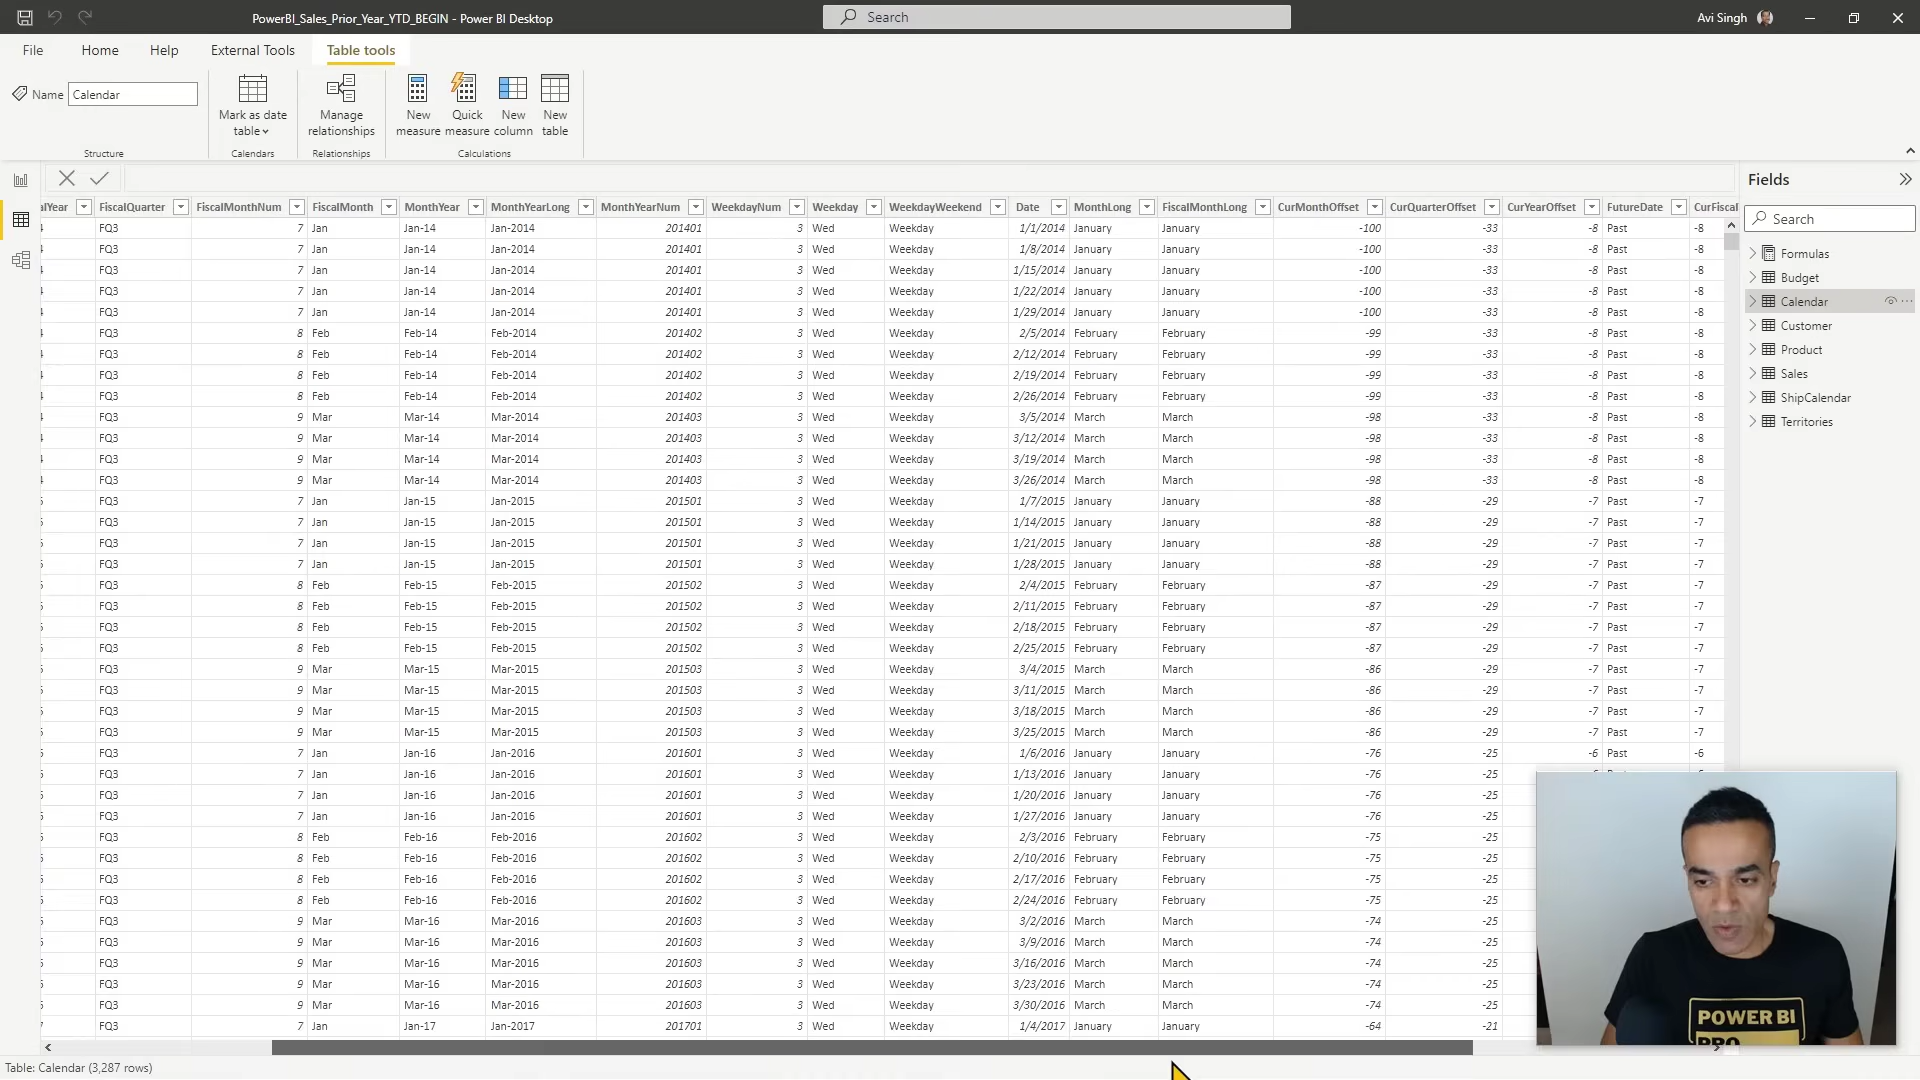 PowerBI_Sales_Prior_Year_YTD_BEGIN - Power BI Desktop
Search
Avi Singh
File Home Help External Tools Table tools
Name Calendar
Mark as date table
Manage relationships
New measure
Quick measure
New column
New table
Structure Calendars Relationships Calculations
Fields
Search
Formulas
Budget
Calendar
Customer
Product
Sales
ShipCalendar
Territories
alYear FiscalQuarter FiscalMonthNum FiscalMonth MonthYear MonthYearLong MonthYearNum WeekdayNum Weekday WeekdayWeekend Date MonthLong FiscalMonthLong CurMonthOffset CurQuarterOffset CurYearOffset FutureDate CurFiscal
4 FQ3 7 Jan Jan-14 Jan-2014 201401 3 Wed Weekday 1/1/2014 January January -100 -33 -8 Past -8
4 FQ3 7 Jan Jan-14 Jan-2014 201401 3 Wed Weekday 1/8/2014 January January -100 -33 -8 Past -8
4 FQ3 7 Jan Jan-14 Jan-2014 201401 3 Wed Weekday 1/15/2014 January January -100 -33 -8 Past -8
4 FQ3 7 Jan Jan-14 Jan-2014 201401 3 Wed Weekday 1/22/2014 January January -100 -33 -8 Past -8
4 FQ3 7 Jan Jan-14 Jan-2014 201401 3 Wed Weekday 1/29/2014 January January -100 -33 -8 Past -8
4 FQ3 8 Feb Feb-14 Feb-2014 201402 3 Wed Weekday 2/5/2014 February February -99 -33 -8 Past -8
4 FQ3 8 Feb Feb-14 Feb-2014 201402 3 Wed Weekday 2/12/2014 February February -99 -33 -8 Past -8
4 FQ3 8 Feb Feb-14 Feb-2014 201402 3 Wed Weekday 2/19/2014 February February -99 -33 -8 Past -8
4 FQ3 8 Feb Feb-14 Feb-2014 201402 3 Wed Weekday 2/26/2014 February February -99 -33 -8 Past -8
4 FQ3 9 Mar Mar-14 Mar-2014 201403 3 Wed Weekday 3/5/2014 March March -98 -33 -8 Past -8
4 FQ3 9 Mar Mar-14 Mar-2014 201403 3 Wed Weekday 3/12/2014 March March -98 -33 -8 Past -8
4 FQ3 9 Mar Mar-14 Mar-2014 201403 3 Wed Weekday 3/19/2014 March March -98 -33 -8 Past -8
4 FQ3 9 Mar Mar-14 Mar-2014 201403 3 Wed Weekday 3/26/2014 March March -98 -33 -8 Past -8
5 FQ3 7 Jan Jan-15 Jan-2015 201501 3 Wed Weekday 1/7/2015 January January -88 -29 -7 Past -7
5 FQ3 7 Jan Jan-15 Jan-2015 201501 3 Wed Weekday 1/14/2015 January January -88 -29 -7 Past -7
5 FQ3 7 Jan Jan-15 Jan-2015 201501 3 Wed Weekday 1/21/2015 January January -88 -29 -7 Past -7
5 FQ3 7 Jan Jan-15 Jan-2015 201501 3 Wed Weekday 1/28/2015 January January -88 -29 -7 Past -7
5 FQ3 8 Feb Feb-15 Feb-2015 201502 3 Wed Weekday 2/4/2015 February February -87 -29 -7 Past -7
5 FQ3 8 Feb Feb-15 Feb-2015 201502 3 Wed Weekday 2/11/2015 February February -87 -29 -7 Past -7
5 FQ3 8 Feb Feb-15 Feb-2015 201502 3 Wed Weekday 2/18/2015 February February -87 -29 -7 Past -7
5 FQ3 8 Feb Feb-15 Feb-2015 201502 3 Wed Weekday 2/25/2015 February February -87 -29 -7 Past -7
5 FQ3 9 Mar Mar-15 Mar-2015 201503 3 Wed Weekday 3/4/2015 March March -86 -29 -7 Past -7
5 FQ3 9 Mar Mar-15 Mar-2015 201503 3 Wed Weekday 3/11/2015 March March -86 -29 -7 Past -7
5 FQ3 9 Mar Mar-15 Mar-2015 201503 3 Wed Weekday 3/18/2015 March March -86 -29 -7 Past -7
5 FQ3 9 Mar Mar-15 Mar-2015 201503 3 Wed Weekday 3/25/2015 March March -86 -29 -7 Past -7
FQ3 7 Jan Jan-16 Jan-2016 201601 3 Wed Weekday 1/6/2016 January January -76 -25 -6 Past -6
FQ3 7 Jan Jan-16 Jan-2016 201601 3 Wed Weekday 1/13/2016 January January -76 -25
FQ3 7 Jan Jan-16 Jan-2016 201601 3 Wed Weekday 1/20/2016 January January -76 -25
FQ3 7 Jan Jan-16 Jan-2016 201601 3 Wed Weekday 1/27/2016 January January -76 -25
FQ3 8 Feb Feb-16 Feb-2016 201602 3 Wed Weekday 2/3/2016 February February -75 -25
FQ3 8 Feb Feb-16 Feb-2016 201602 3 Wed Weekday 2/10/2016 February February -75 -25
FQ3 8 Feb Feb-16 Feb-2016 201602 3 Wed Weekday 2/17/2016 February February -75 -25
FQ3 8 Feb Feb-16 Feb-2016 201602 3 Wed Weekday 2/24/2016 February February -75 -25
FQ3 9 Mar Mar-16 Mar-2016 201603 3 Wed Weekday 3/2/2016 March March -74 -25
FQ3 9 Mar Mar-16 Mar-2016 201603 3 Wed Weekday 3/9/2016 March March -74 -25
FQ3 9 Mar Mar-16 Mar-2016 201603 3 Wed Weekday 3/16/2016 March March -74 -25
FQ3 9 Mar Mar-16 Mar-2016 201603 3 Wed Weekday 3/23/2016 March March -74 -25
FQ3 9 Mar Mar-16 Mar-2016 201603 3 Wed Weekday 3/30/2016 March March -74 -25
7 FQ3 7 Jan Jan-17 Jan-2017 201701 3 Wed Weekday 1/4/2017 January January -64 -21
POWER BI
PRO
Table: Calendar (3,287 rows)